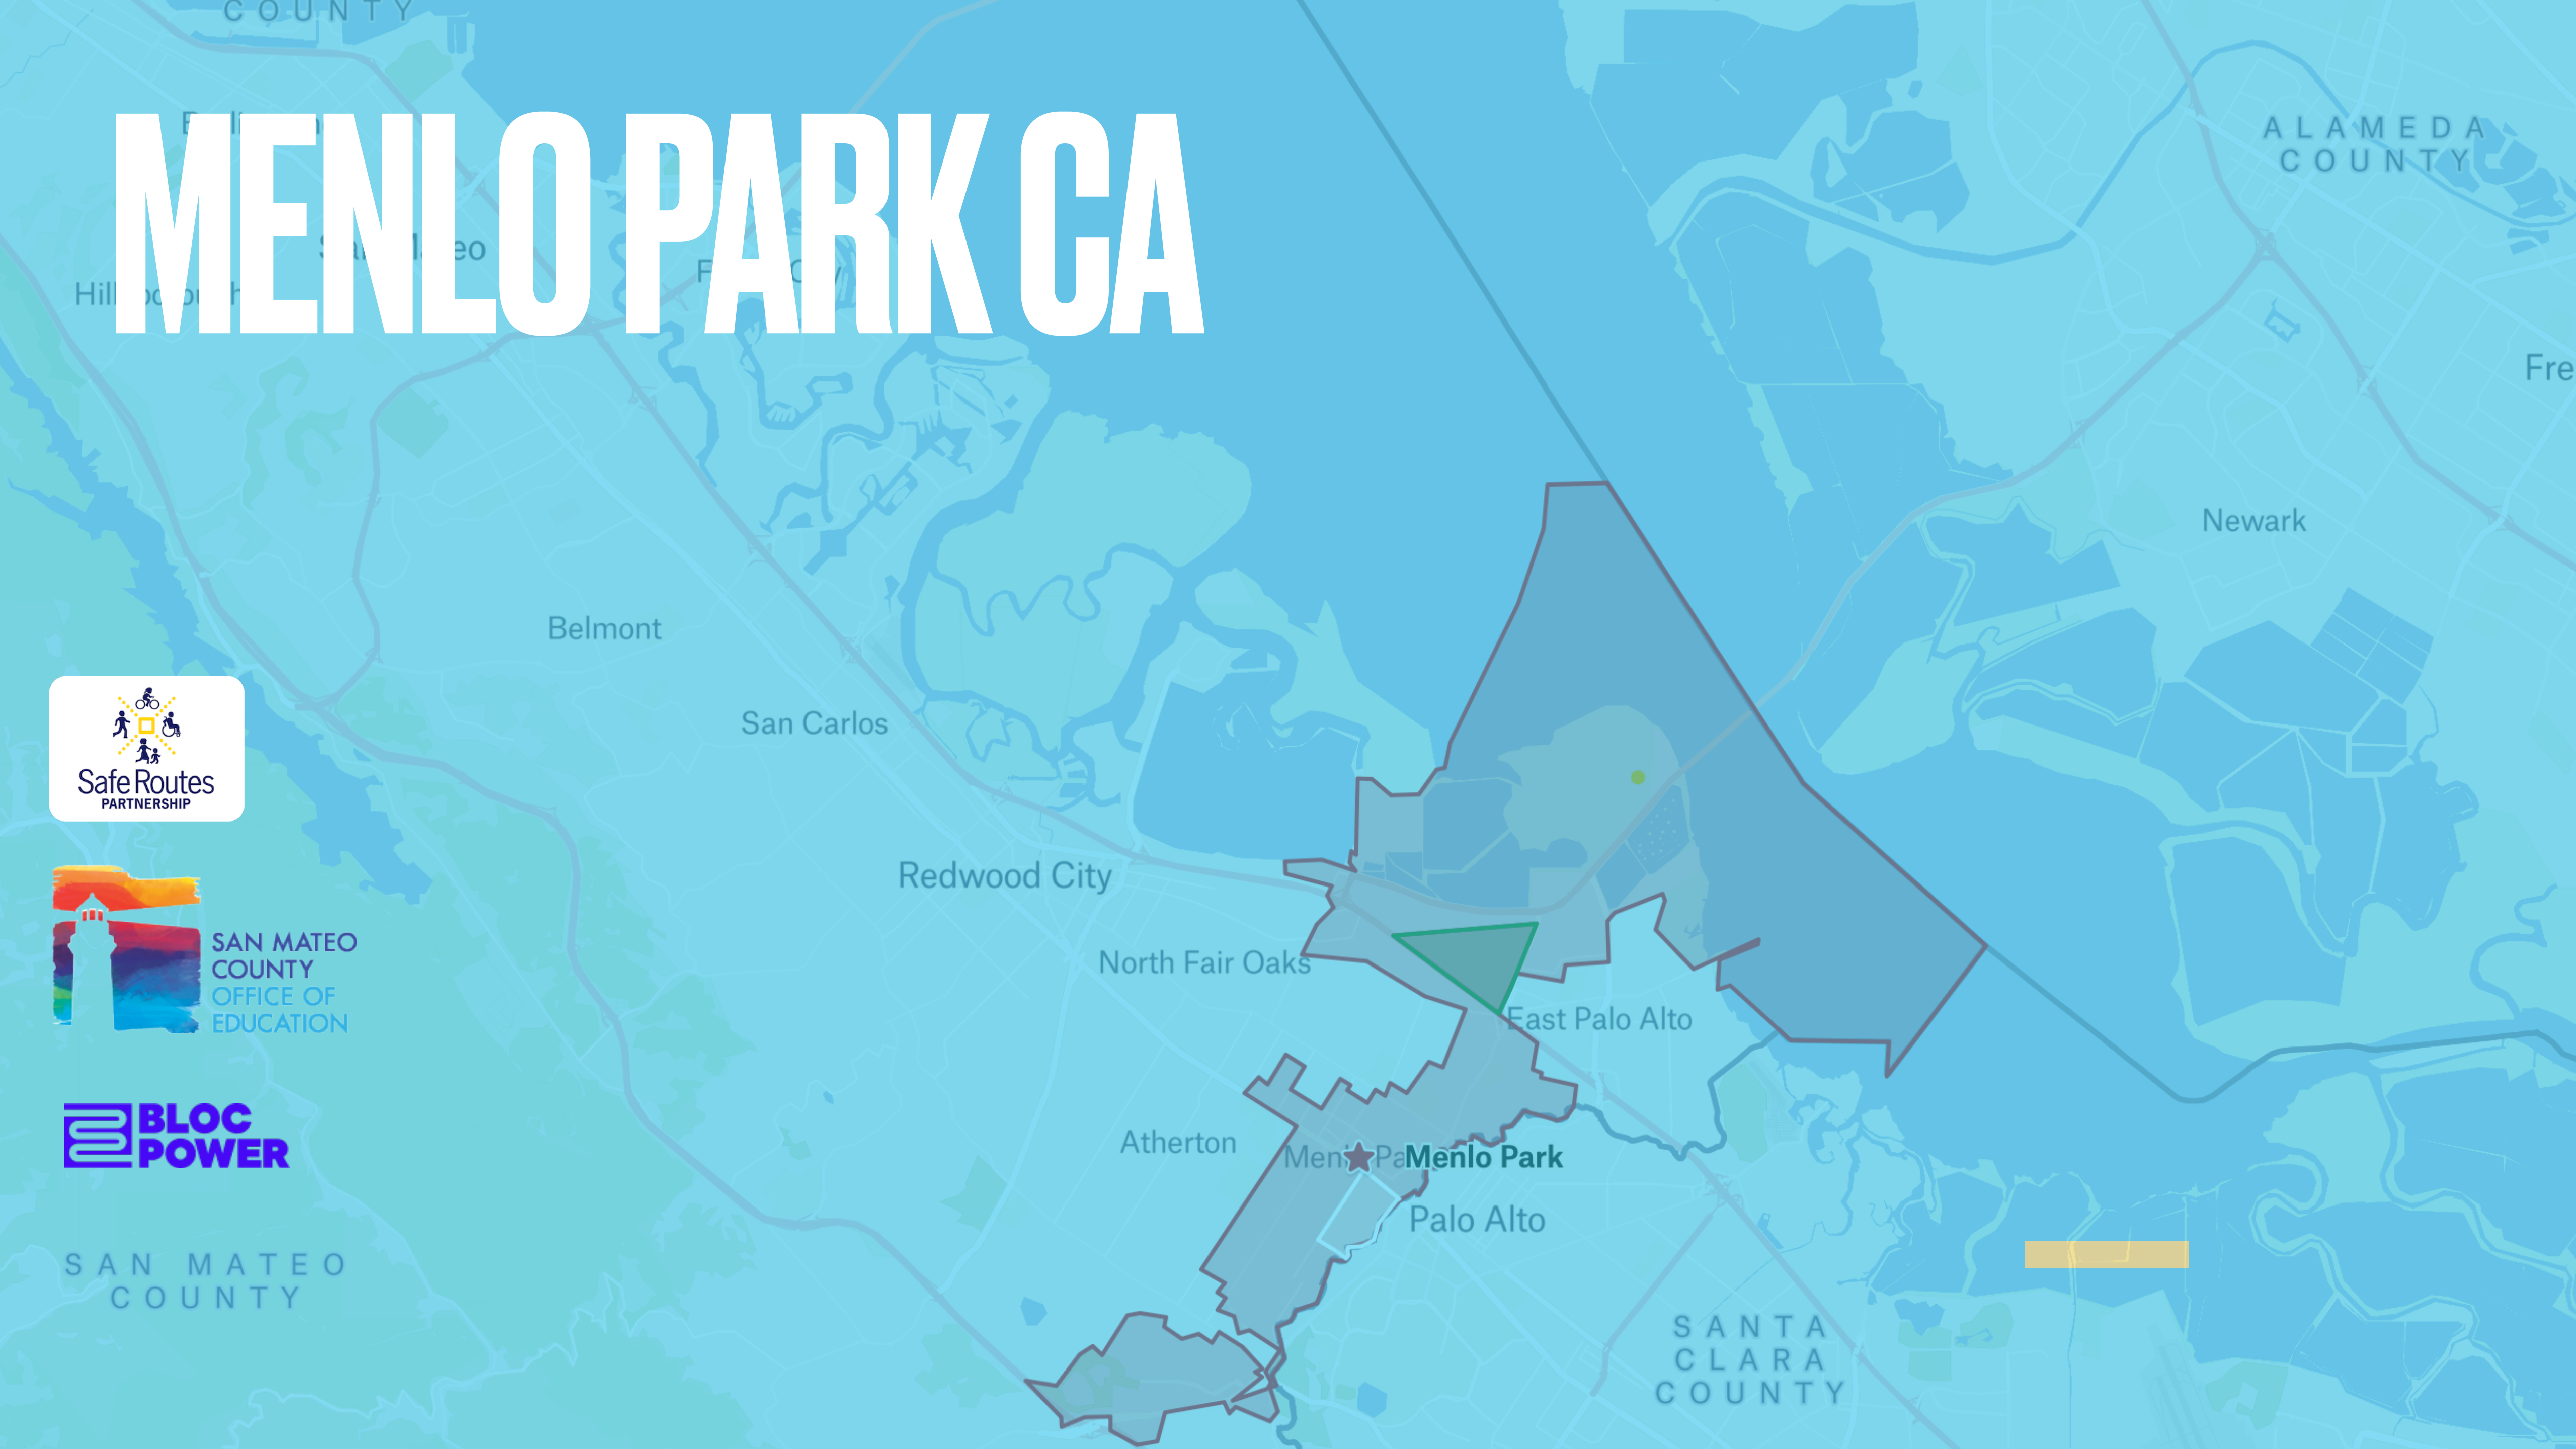 COUNTY
MENLO PARK CA
ALAMEDA
COUNTY
Newark
Belmont
San Carlos
Safe Routes
PARTNERSHIP
Redwood City
SAN MATEO
COUNTY
OFFICE OF
EDUCATION
North Fair Oaks
East Palo Alto
BLOC
POWER
Atherton
Menlo Park
Palo Alto
SAN MATEO
COUNTY
SANTA
CLARA
COUNTY